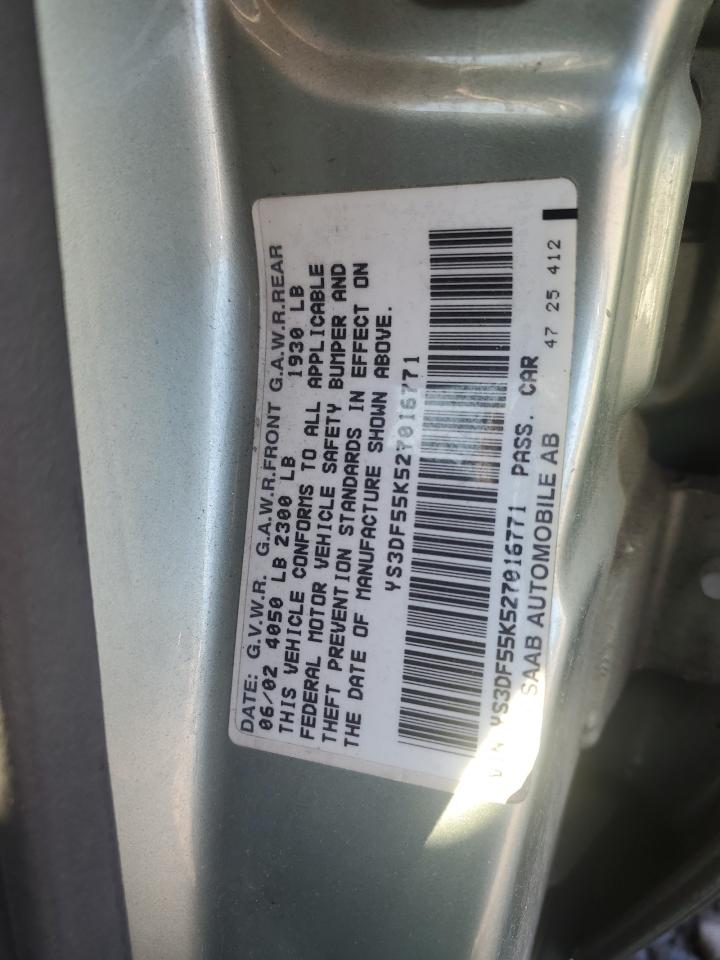 DATE: G.V.W.R. G.A.W.R.FRONT G.A.W.R.REAR
06/02 4050 LB 2300 LB 1930 LB
THIS VEHICLE CONFORMS TO ALL APPLICABLE
FEDERAL MOTOR VEHICLE SAFETY BUMPER AND
THEFT PREVENTION STANDARDS IN EFFECT ON
THE DATE OF MANUFACTURE SHOWN ABOVE.
YS3DF55K527016771
VIN YS3DF55K527016771 PASS. CAR
SAAB AUTOMOBILE AB 47 25 412